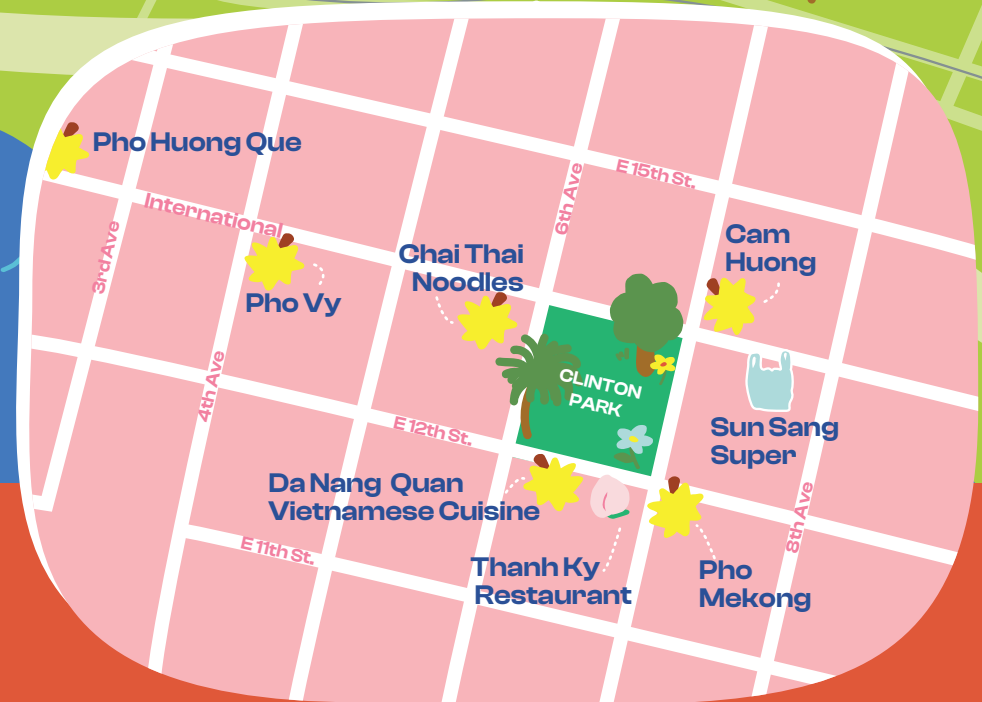 E 15th St.
6th Ave
Pho Huong Que
International
3rd Ave
Cam
Huong
Chai Thai
Noodles
Pho Vy
4th Ave
CLINTON
PARK
E 12th St.
Sun Sang
Super
Da Nang Quan
Vietnamese Cuisine
8th Ave
E 11th St.
Thanh Ky
Restaurant
Pho
Mekong